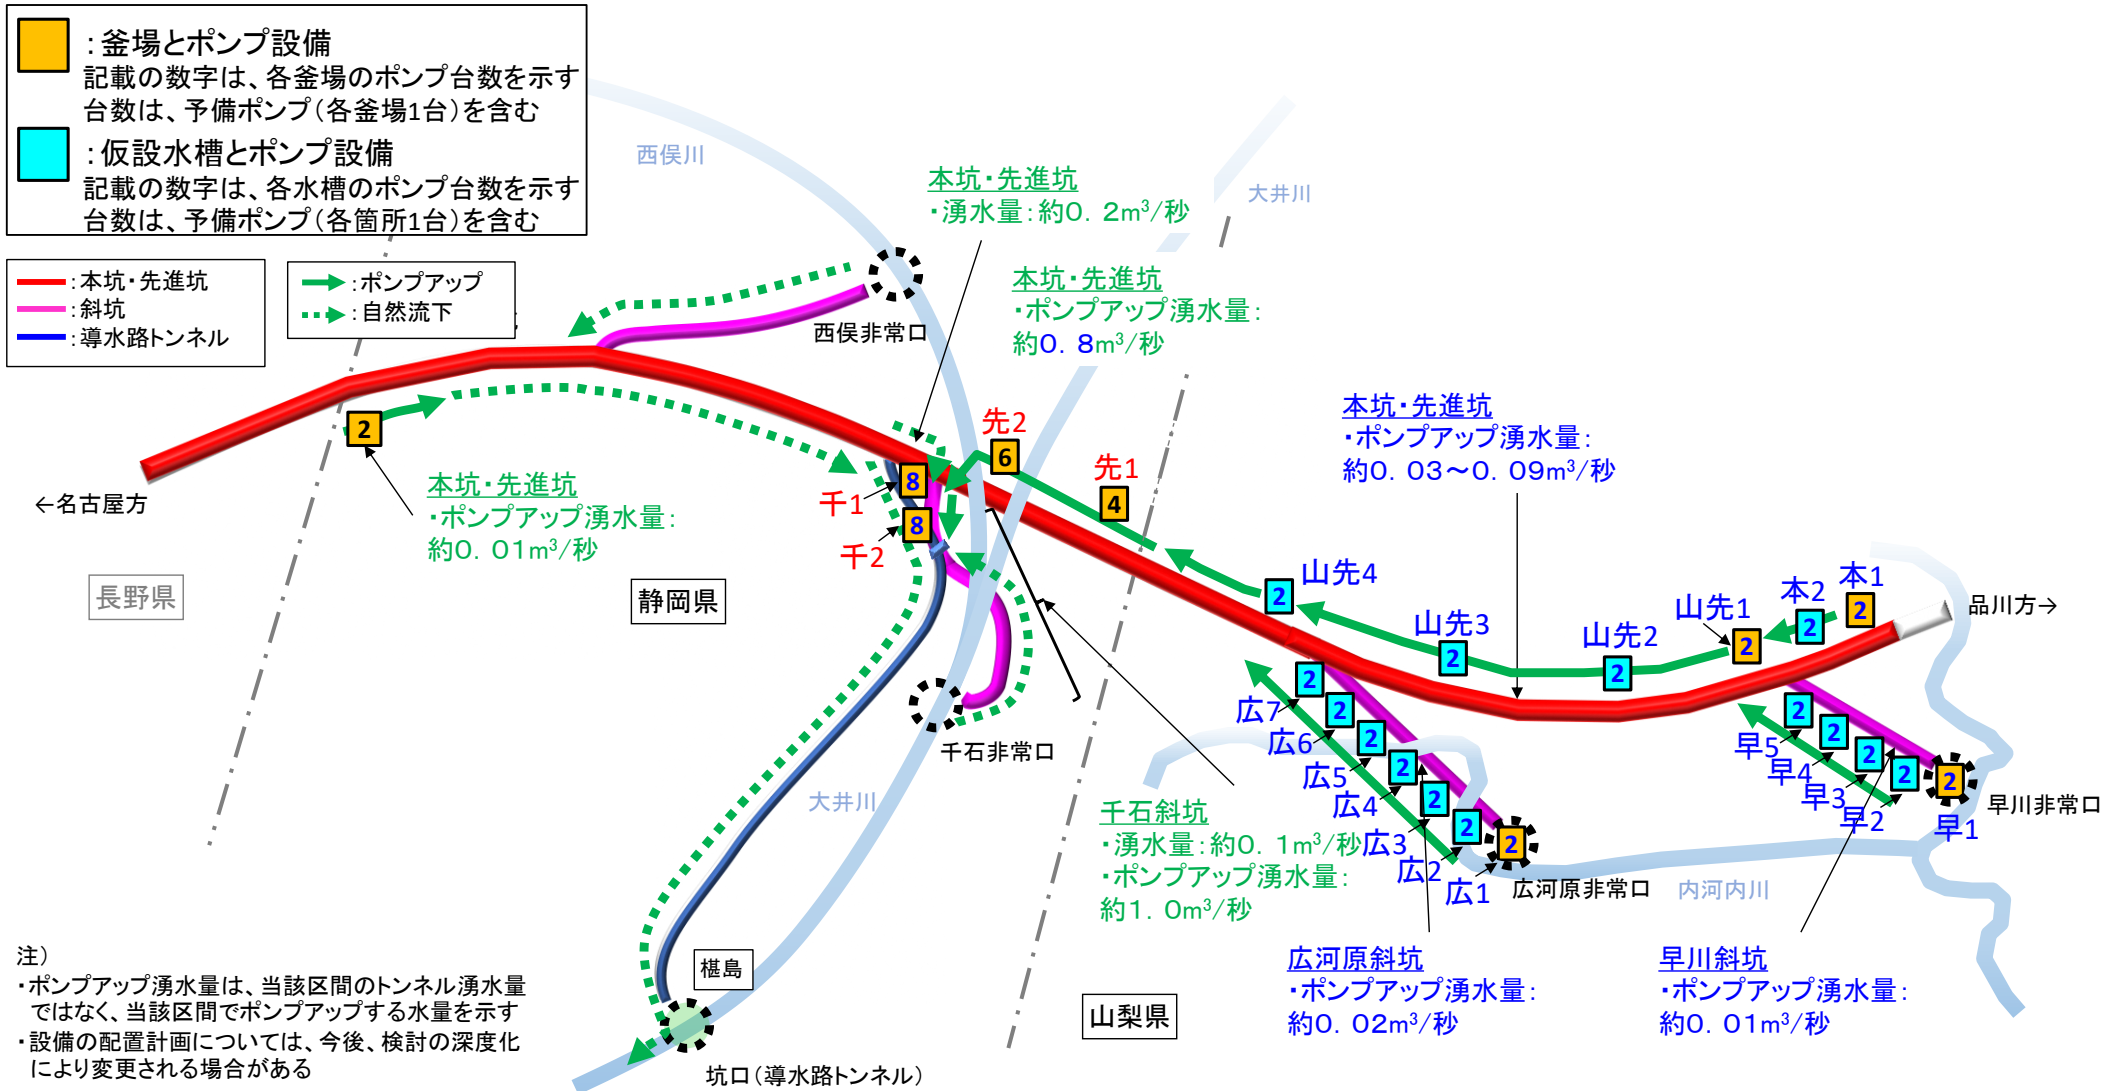 ：釜場とポンプ設備
記載の数字は、各釜場のポンプ台数を示す
台数は、予備ポンプ（各釜場1台）を含む
：仮設水槽とポンプ設備
記載の数字は、各水槽のポンプ台数を示す
台数は、予備ポンプ（各箇所1台）を含む
：本坑・先進坑
：斜坑
：導水路トンネル
：ポンプアップ
：自然流下
西俣川
大井川
本坑・先進坑
・湧水量：約0．2m³/秒
本坑・先進坑
・ポンプアップ湧水量：
約0．8m³/秒
西俣非常口
本坑・先進坑
・ポンプアップ湧水量：
約0．03～0．09m³/秒
2
←名古屋方
本坑・先進坑
・ポンプアップ湧水量：
約0．01m³/秒
長野県
静岡県
先2
6
先1
4
千1
8
千2
8
山先4
2
山先3
2
山先2
2
山先1
2
本2
2
本1
2
品川方→
広7
2
広6
2
広5
2
広4
2
広3
2
広2
2
広1
2
早5
2
早4
2
早3
2
早2
2
早1
2
早川非常口
千石非常口
大井川
千石斜坑
・湧水量：約0．1m³/秒
・ポンプアップ湧水量：
約1．0m³/秒
広河原非常口
内河内川
広河原斜坑
・ポンプアップ湧水量：
約0．02m³/秒
早川斜坑
・ポンプアップ湧水量：
約0．01m³/秒
椹島
山梨県
坑口（導水路トンネル）
注）
・ポンプアップ湧水量は、当該区間のトンネル湧水量
ではなく、当該区間でポンプアップする水量を示す
・設備の配置計画については、今後、検討の深度化
により変更される場合がある